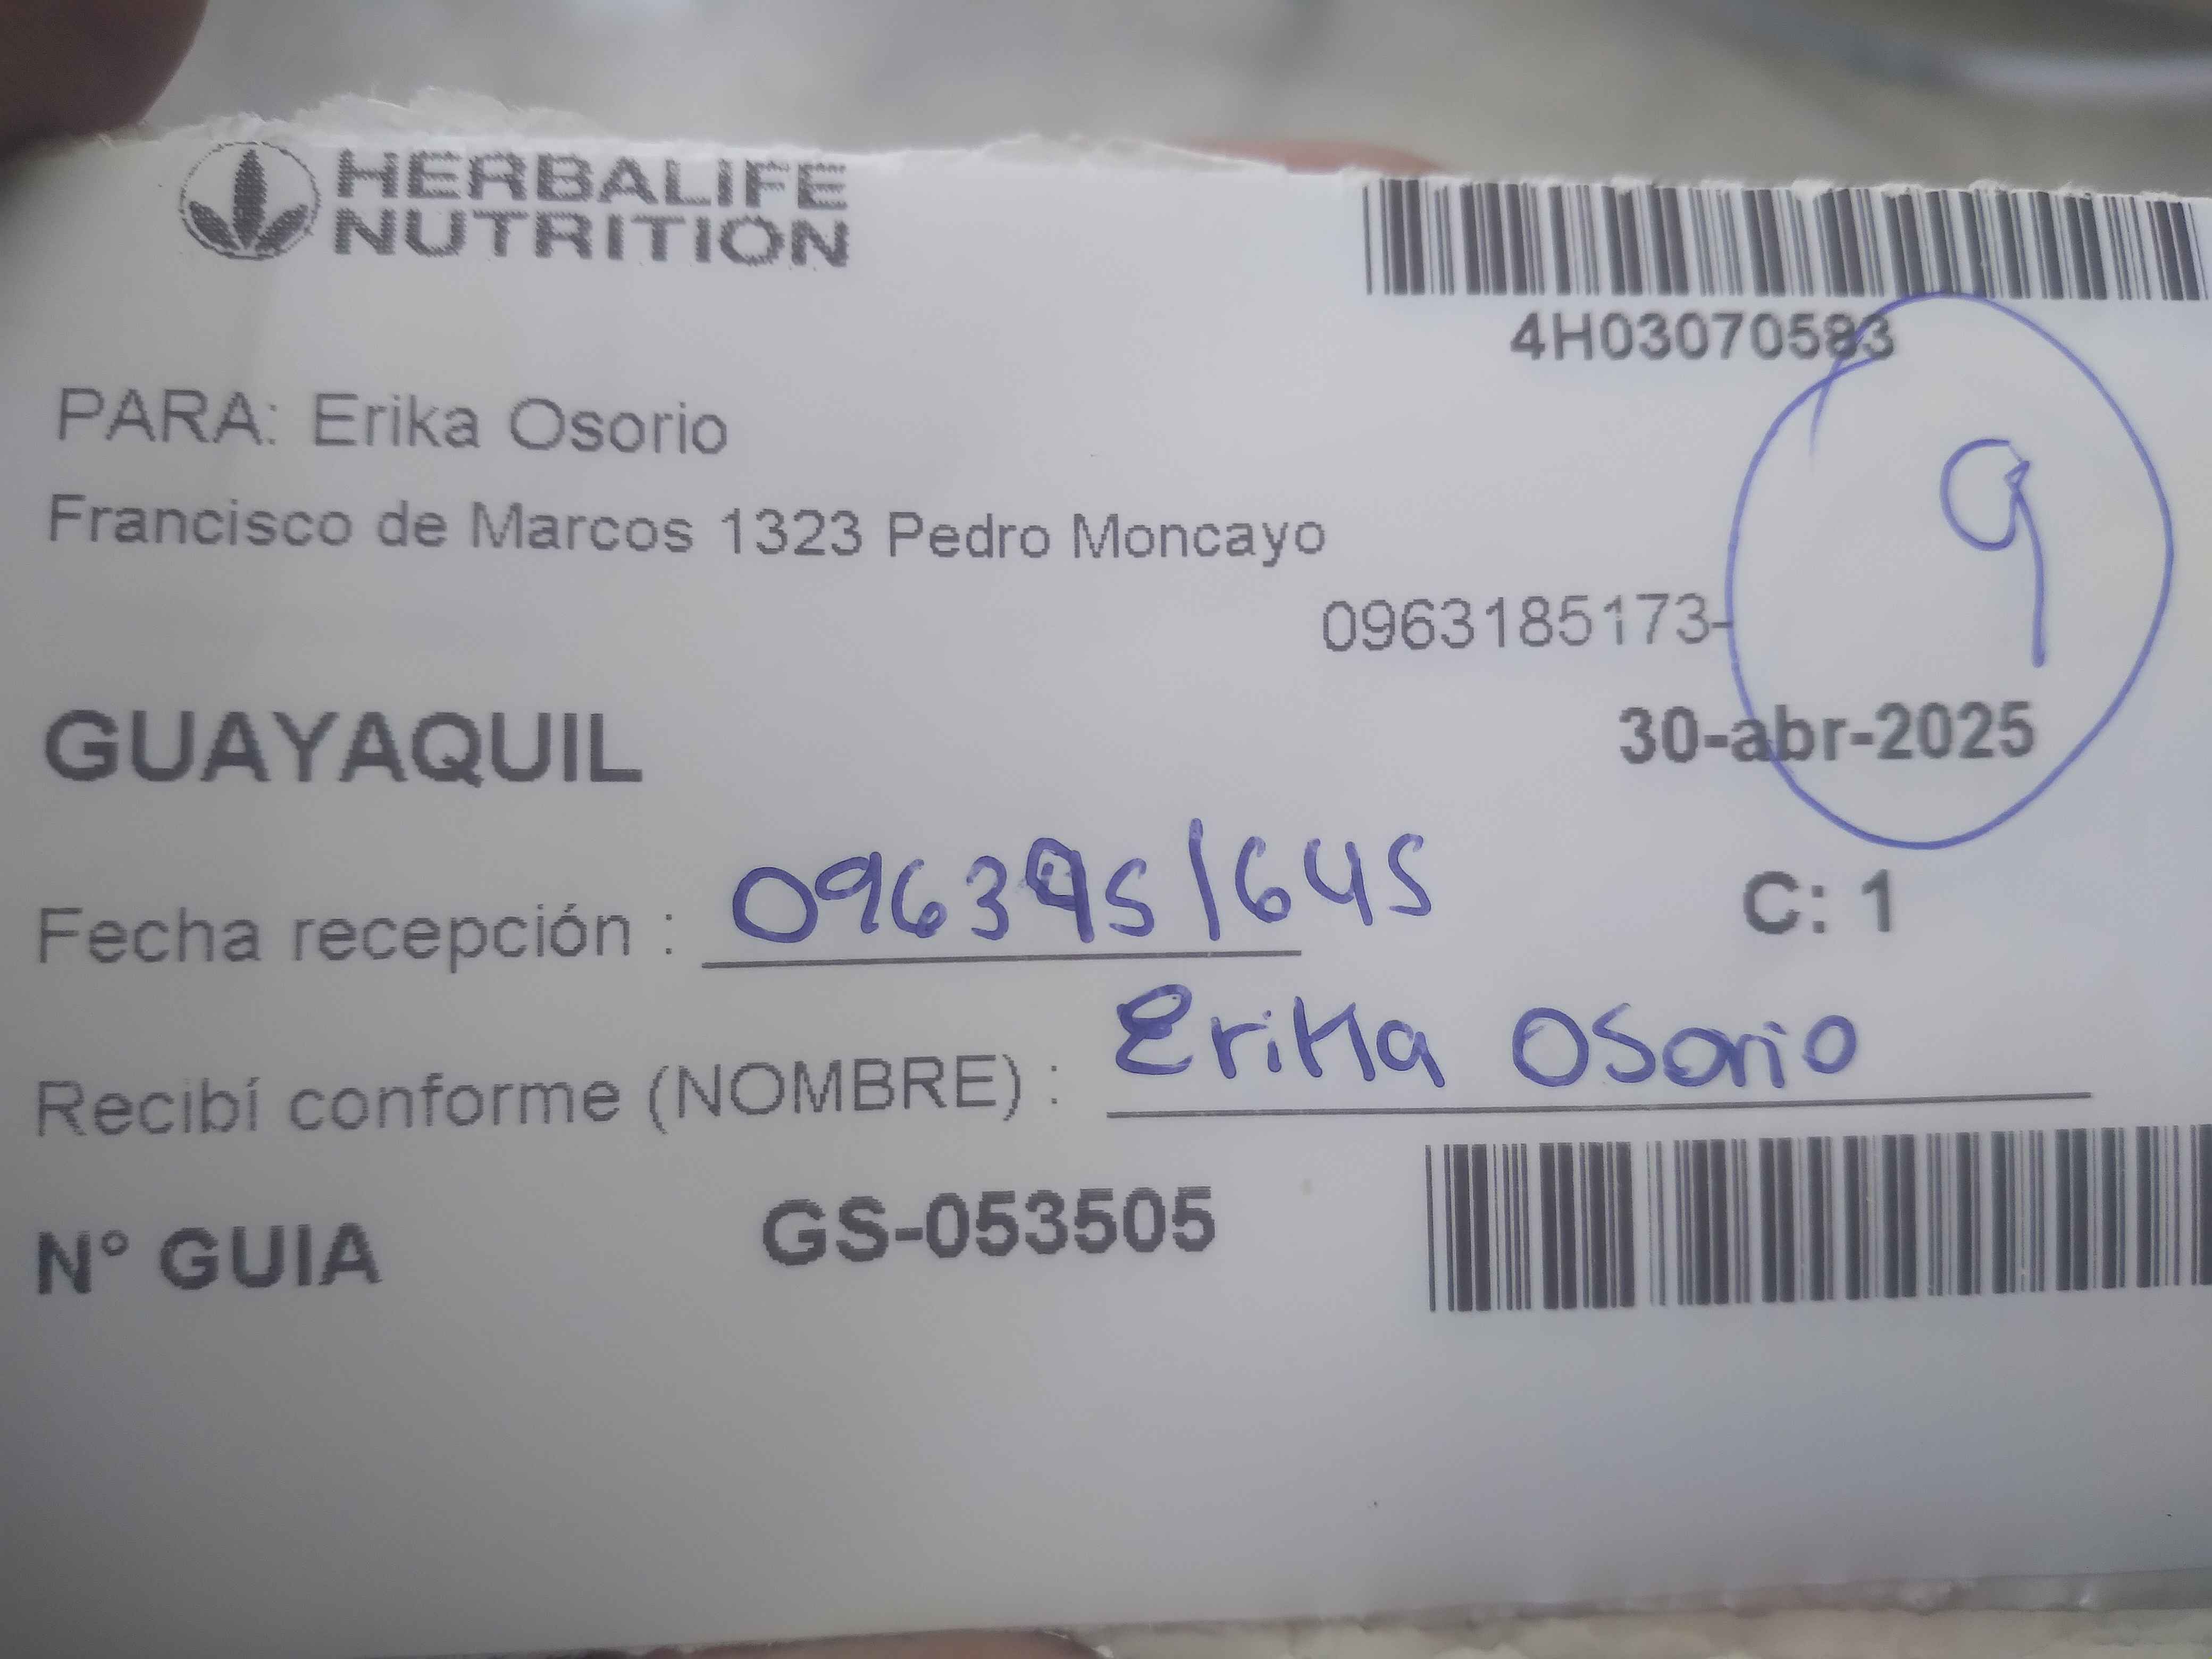 HERBALIFE
NUTRITION
4H03070583
PARA: Erika Osorio
Francisco de Marcos 1323 Pedro Moncayo
9
0963185173-
GUAYAQUIL
30-abr-2025
Fecha recepción : 0963951645
C: 1
Recibí conforme (NOMBRE) : Erika Osorio
N° GUIA GS-053505